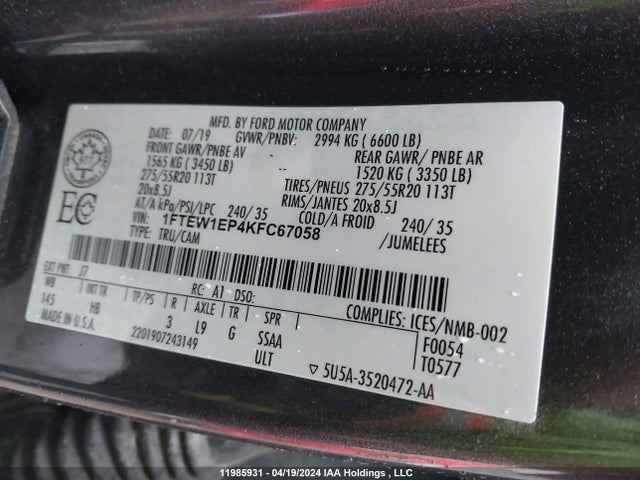 MFD. BY FORD MOTOR COMPANY
DATE: 07/19 GVWR/PNBV: 2994 KG ( 6600 LB)
FRONT GAWR/PNBE AV REAR GAWR/ PNBE AR
1565 KG ( 3450 LB) -- 1520 KG ( 3350 LB)
275/55R20 113T TIRES/PNEUS 275/55R20 113T
20x8.5J RIMS/JANTES 20x8.5J
AT/A kPA/PSI/LPC 240/ 35 COLD/A FROID 240/ 35
VIN: 1FTEW1EP4KFC67058 /JUMELEES
TYPE: TRU/CAM
EC
EXT PNT: J7 RC: A1 DSO:
WB INT TR TP/PS R AXLE TR SPR COMPLIES: ICES/NMB-002
145 HB 3 L9 G SSAA F0054
MADE IN U.S.A. 2201907243149 ULT T0577
▽ 5U5A-3520472-AA
11985931 - 04/19/2024 IAA Holdings , LLC